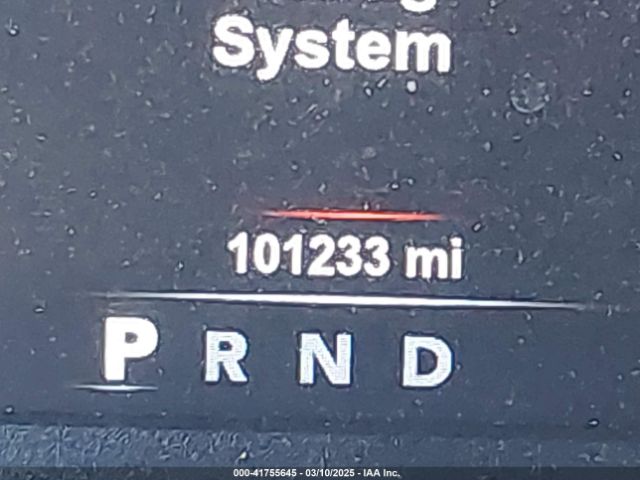 System
101233 mi
P R N D
000-41755645 - 03/10/2025 - IAA Inc.